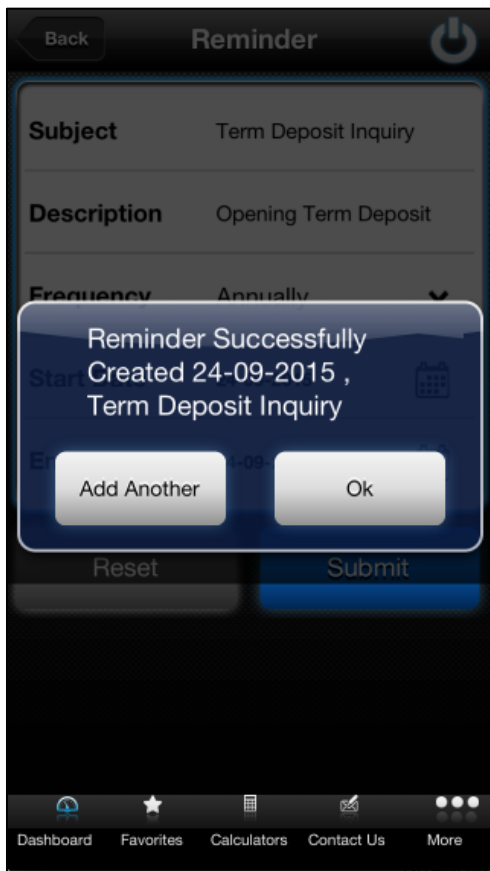 Back Reminder
Subject Term Deposit Inquiry
Description Opening Term Deposit
Frequency Annually
Reminder Successfully
Created 24-09-2015 ,
Term Deposit Inquiry
Start
Add Another Ok
Reset Submit
Dashboard Favorites Calculators Contact Us More